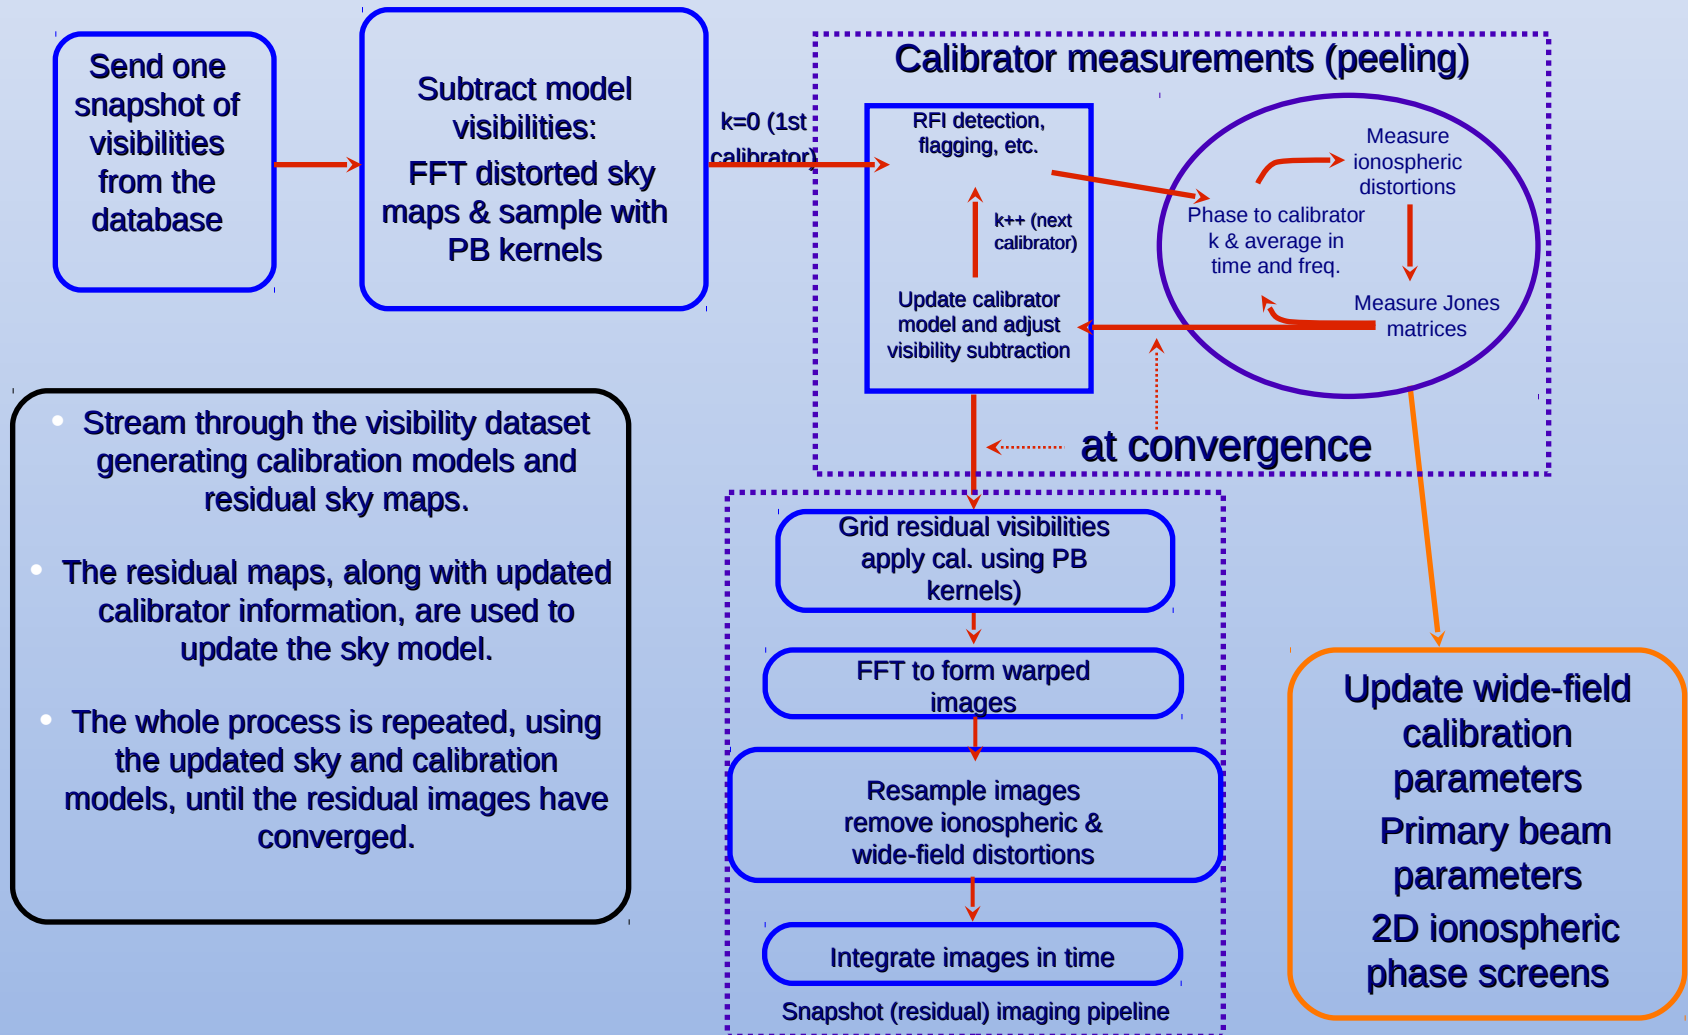 Send one
snapshot of
visibilities
from the
database
Subtract model
visibilities:
FFT distorted sky
maps & sample with
PB kernels
k=0 (1st
calibrator)
Calibrator measurements (peeling)
RFI detection,
flagging, etc.
k++ (next
calibrator)
Update calibrator
model and adjust
visibility subtraction
Measure
ionospheric
distortions
Phase to calibrator
k & average in
time and freq.
Measure Jones
matrices
at convergence
• Stream through the visibility dataset
generating calibration models and
residual sky maps.
• The residual maps, along with updated
calibrator information, are used to
update the sky model.
• The whole process is repeated, using
the updated sky and calibration
models, until the residual images have
converged.
Grid residual visibilities
apply cal. using PB
kernels)
FFT to form warped
images
Resample images
remove ionospheric &
wide-field distortions
Integrate images in time
Snapshot (residual) imaging pipeline
Update wide-field
calibration
parameters
Primary beam
parameters
2D ionospheric
phase screens